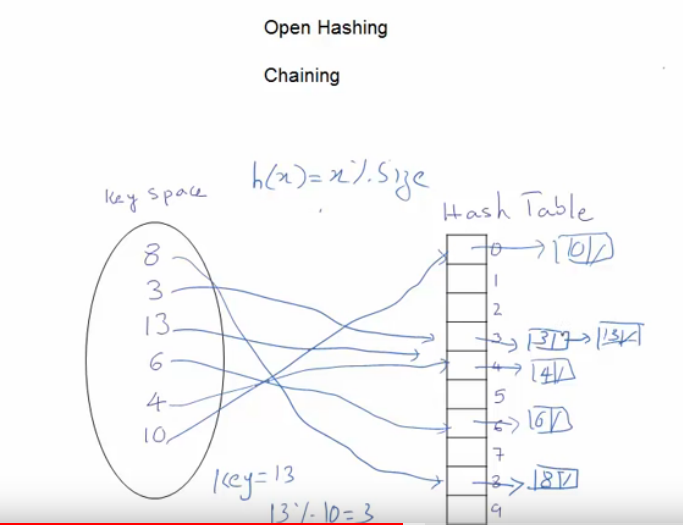 Open Hashing
Chaining
h(x)=x%size
Key space
Hash Table
8
3
13
6
4
10
0 10
1
2
3 3 13
4 4
5
6 6
7
8 8
9
Key=13
13%10=3